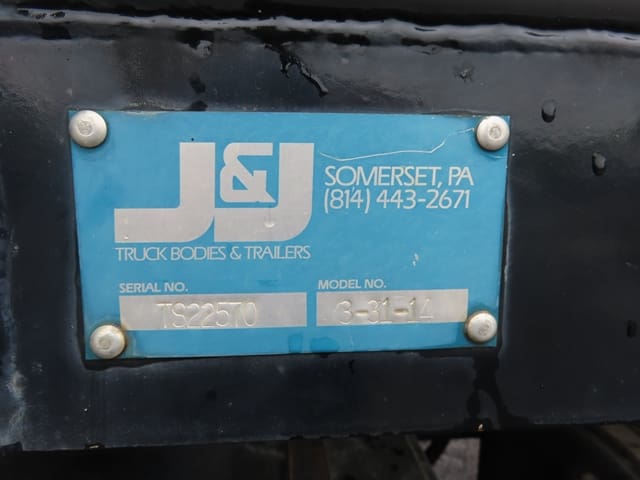 J&J
SOMERSET, PA
(814) 443-2671
TRUCK BODIES & TRAILERS
SERIAL NO.
MODEL NO.
TS22570
3-31-14